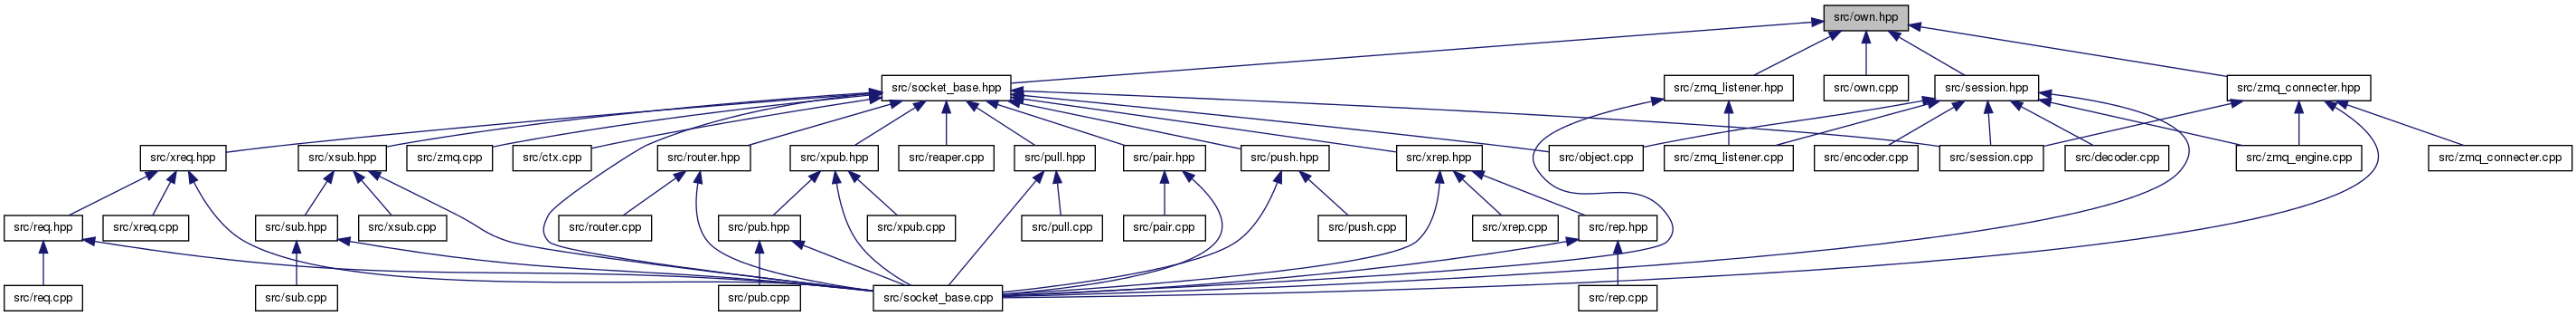 src/own.hpp
src/socket_base.hpp
src/zmq_listener.hpp
src/own.cpp
src/session.hpp
src/zmq_connecter.hpp
src/xreq.hpp
src/xsub.hpp
src/zmq.cpp
src/ctx.cpp
src/router.hpp
src/xpub.hpp
src/reaper.cpp
src/pull.hpp
src/pair.hpp
src/push.hpp
src/xrep.hpp
src/object.cpp
src/zmq_listener.cpp
src/encoder.cpp
src/session.cpp
src/decoder.cpp
src/zmq_engine.cpp
src/zmq_connecter.cpp
src/req.hpp
src/xreq.cpp
src/sub.hpp
src/xsub.cpp
src/router.cpp
src/pub.hpp
src/xpub.cpp
src/pull.cpp
src/pair.cpp
src/push.cpp
src/xrep.cpp
src/rep.hpp
src/req.cpp
src/sub.cpp
src/pub.cpp
src/socket_base.cpp
src/rep.cpp